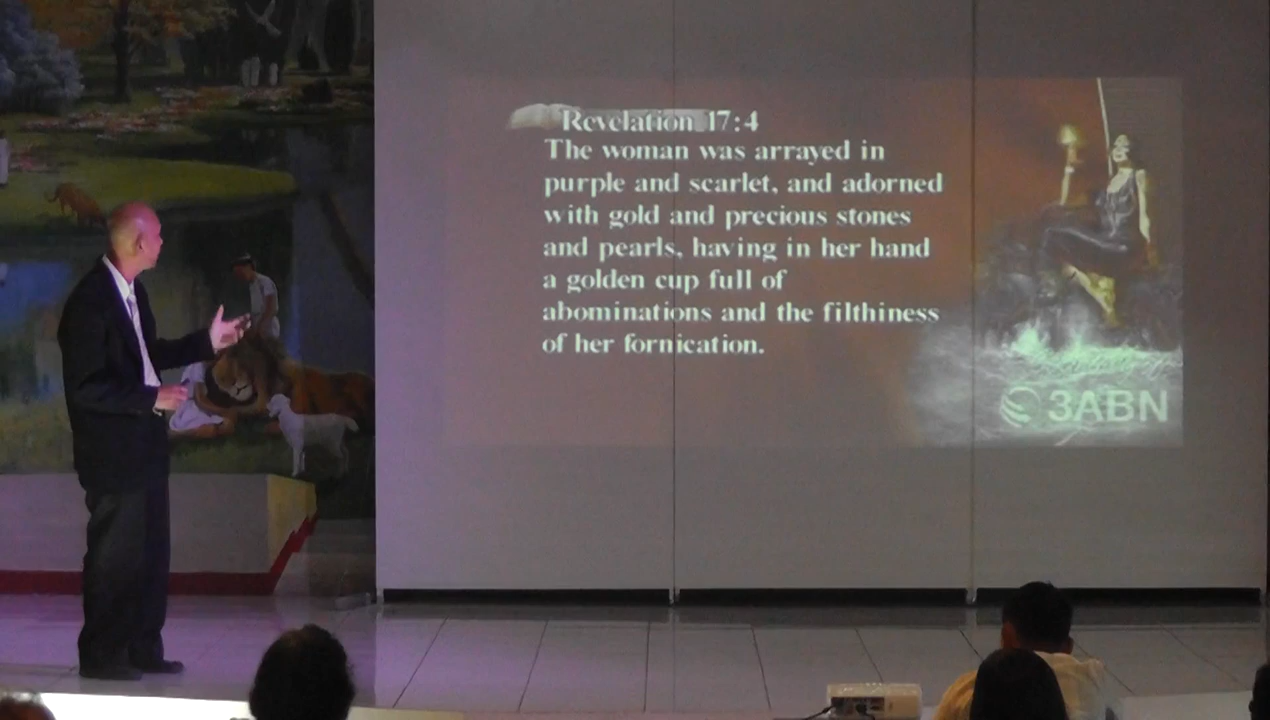 Revelation 17:4
The woman was arrayed in
purple and scarlet, and adorned
with gold and precious stones
and pearls, having in her hand
a golden cup full of
abominations and the filthiness
of her fornication.
3ABN